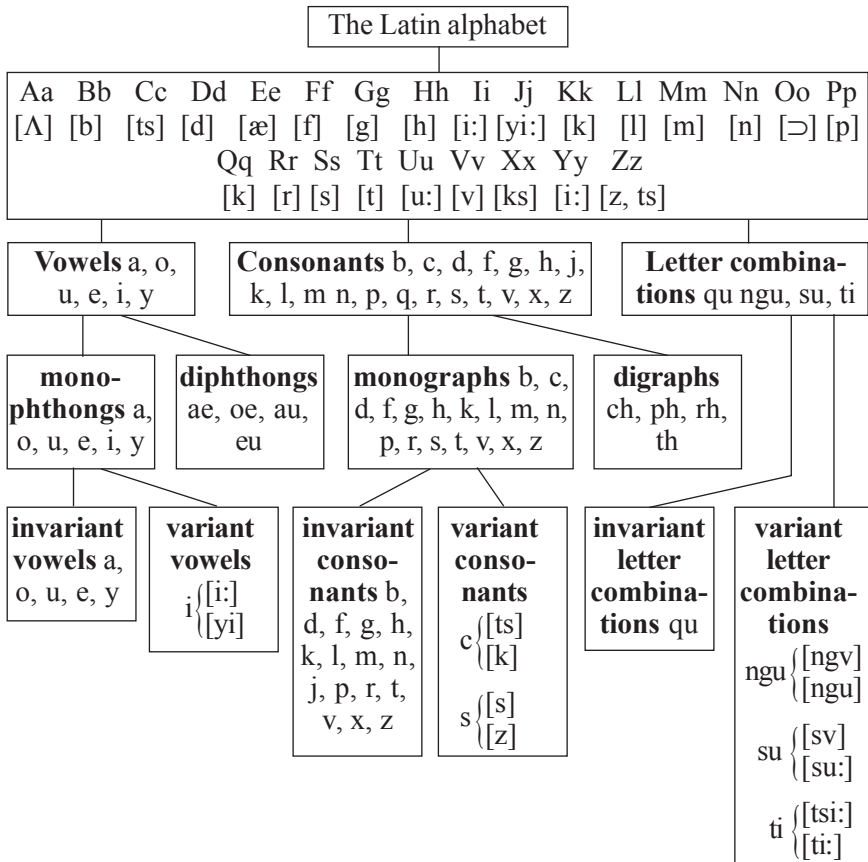 The Latin alphabet
Aa Bb Cc Dd Ee Ff Gg Hh Ii Jj Kk Ll Mm Nn Oo Pp
[Λ] [b] [ts] [d] [æ] [f] [g] [h] [i:] [yi:] [k] [l] [m] [n] [⊃] [p]
Qq Rr Ss Tt Uu Vv Xx Yy Zz
[k] [r] [s] [t] [u:] [v] [ks] [i:] [z, ts]
Vowels a, o,
u, e, i, y
Consonants b, c, d, f, g, h, j,
k, l, m n, p, q, r, s, t, v, x, z
Letter combina-
tions qu ngu, su, ti
mono-
phthongs a,
o, u, e, i, y
diphthongs
ae, oe, au,
eu
monographs b, c,
d, f, g, h, k, l, m, n,
p, r, s, t, v, x, z
digraphs
ch, ph, rh,
th
invariant
vowels a,
o, u, e, y
variant
vowels
i {[i:]
[yi]
invariant
conso-
nants b,
d, f, g, h,
k, l, m, n,
j, p, r, t,
v, x, z
variant
conso-
nants
c {[ts]
[k]
s {[s]
[z]
invariant
letter
combina-
tions qu
variant
letter
combina-
tions
ngu {[ngv]
[ngu]
su {[sv]
[su:]
ti {[tsi:]
[ti:]